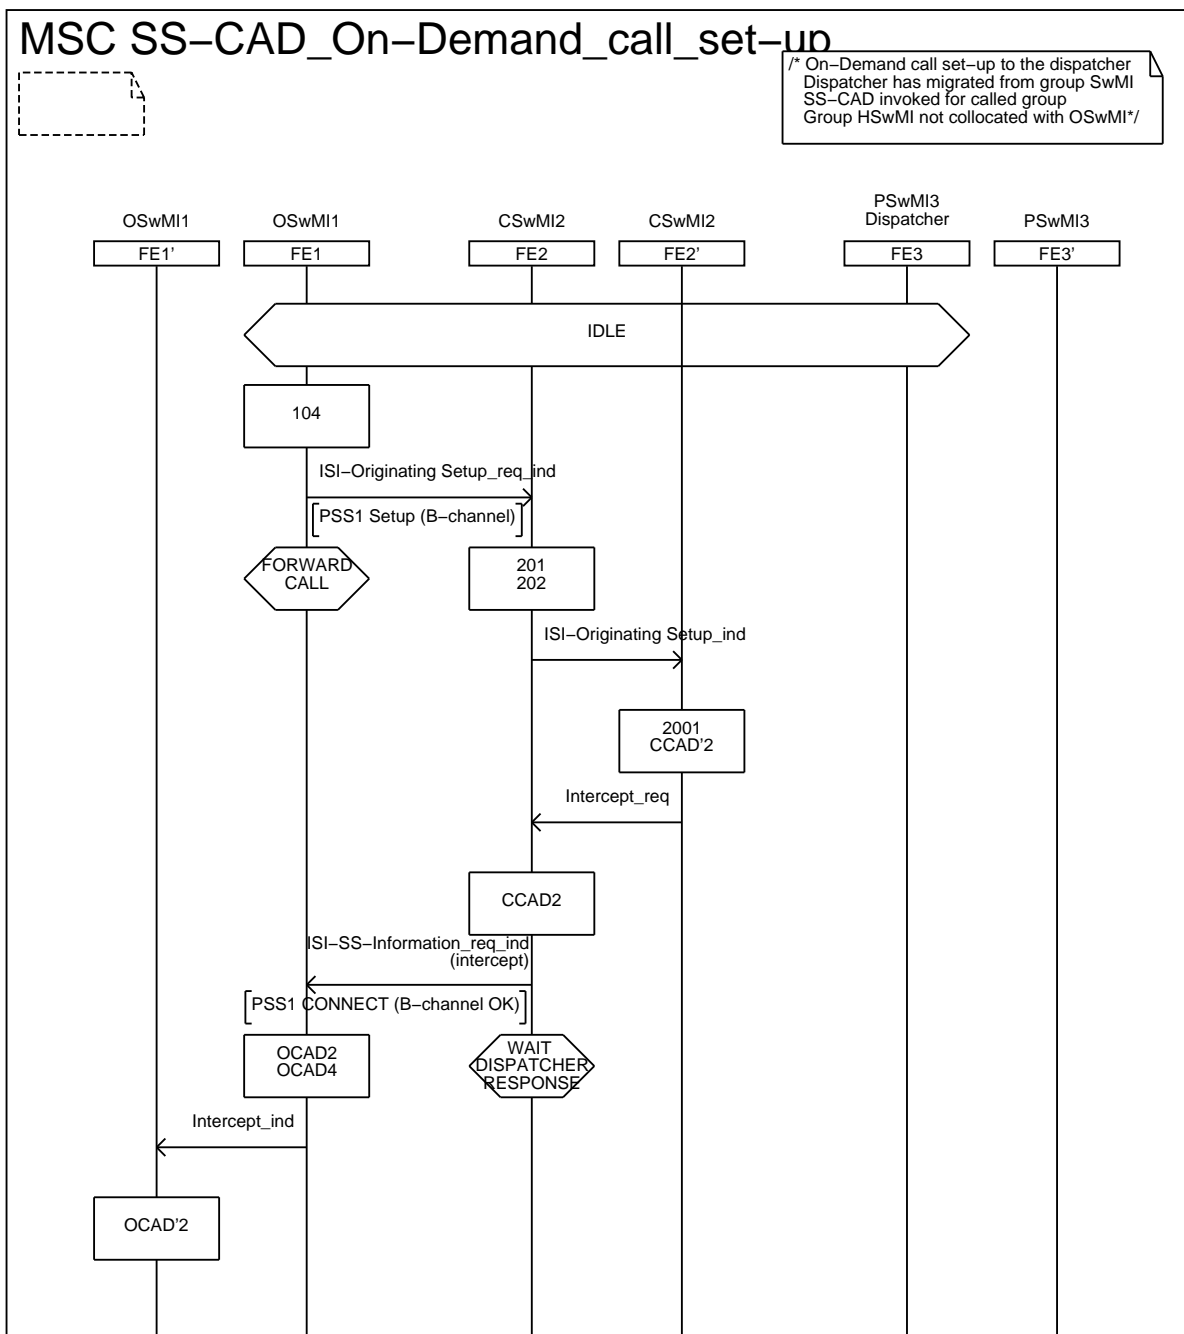 MSC SS−CAD_On−Demand_call_set−up
/* On−Demand call set−up to the dispatcher
Dispatcher has migrated from group SwMI
SS−CAD invoked for called group
Group HSwMI not collocated with OSwMI*/
OSwMI1
OSwMI1
CSwMI2
CSwMI2
PSwMI3
Dispatcher
PSwMI3
FE1'
FE1
FE2
FE2'
FE3
FE3'
IDLE
104
ISI−Originating Setup_req_ind
PSS1 Setup (B−channel)
FORWARD
CALL
201
202
ISI−Originating Setup_ind
2001
CCAD'2
Intercept_req
CCAD2
ISI−SS−Information_req_ind
(intercept)
PSS1 CONNECT (B−channel OK)
OCAD2
OCAD4
WAIT
DISPATCHER
RESPONSE
Intercept_ind
OCAD'2